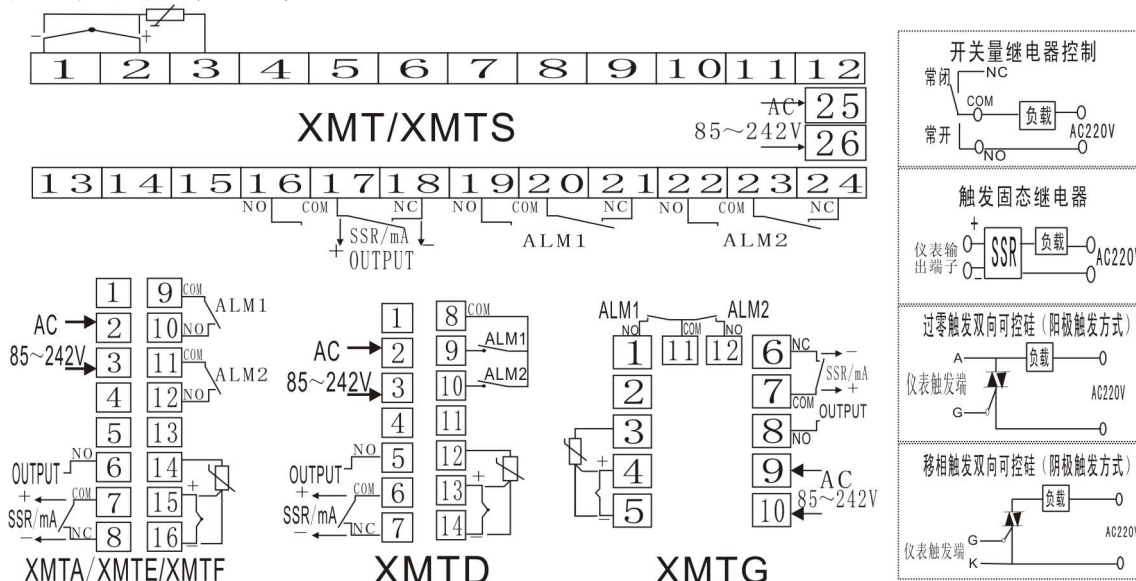 − +
1 2 3 4 5 6 7 8 9 10 11 12
XMT/XMTS
AC 25
85～242V 26
13 14 15 16 17 18 19 20 21 22 23 24
NO COM NC NO COM NC NO COM NC
+ SSR/mA −
OUTPUT
ALM1
ALM2
1 9 COM
ALM1
AC 2 10 NO
85～242V 3 11 COM
ALM2
4 12 NO
5 13
OUTPUT NO 6 14
+ COM 7 15 +
SSR/mA
− NC 8 16 −
XMTA/XMTE/XMTF
1 8 COM
AC 2 9 ALM1
85～242V 3 10 ALM2
4 11
OUTPUT NO 5 12
+ COM 6 13 +
SSR/mA
− NC 7 14 −
XMTD
ALM1 ALM2
NO COM NO
1 11 12 6 NC −
SSR/mA
2 7 COM +
OUTPUT
3 8 NO
+ 4 9 AC
85～242V
− 5 10
XMTG
开关量继电器控制
常闭 NC
COM 负载
AC220V
常开 NO
触发固态继电器
+
仪表输出端子 SSR 负载 AC220V
−
过零触发双向可控硅（阳极触发方式）
A 负载
仪表触发端
AC220V
G
移相触发双向可控硅（阴极触发方式）
负载
AC220V
G
仪表触发端
K